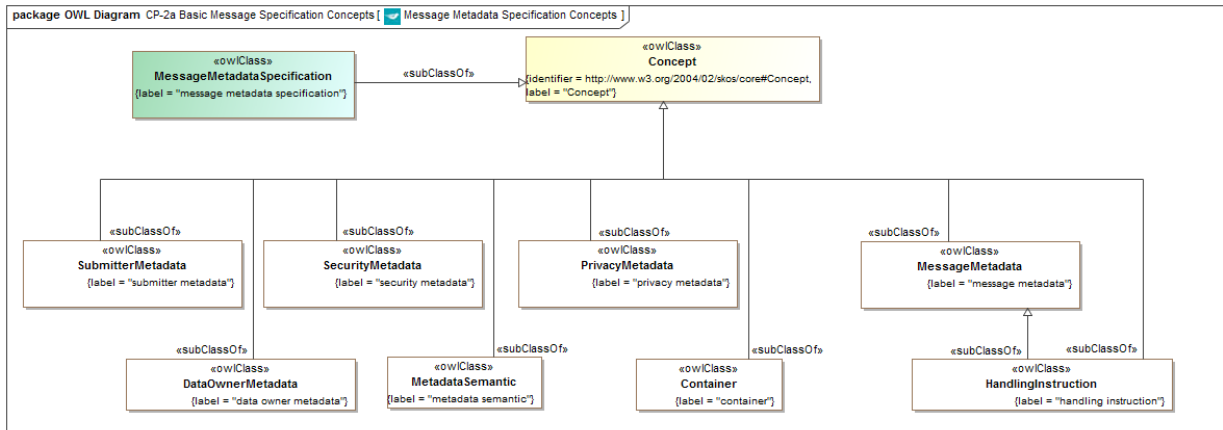 package OWL Diagram CP-2a Basic Message Specification Concepts [ Message Metadata Specification Concepts ]
«owlClass»
MessageMetadataSpecification
{label = "message metadata specification"}
«subClassOf»
«owlClass»
Concept
{identifier = http://www.w3.org/2004/02/skos/core#Concept,
label = "Concept"}
«subClassOf»
«owlClass»
SubmitterMetadata
{label = "submitter metadata"}
«subClassOf»
«owlClass»
SecurityMetadata
{label = "security metadata"}
«subClassOf»
«owlClass»
PrivacyMetadata
{label = "privacy metadata"}
«subClassOf»
«owlClass»
MessageMetadata
{label = "message metadata"}
«subClassOf»
«owlClass»
DataOwnerMetadata
{label = "data owner metadata"}
«subClassOf»
«owlClass»
MetadataSemantic
{label = "metadata semantic"}
«subClassOf»
«owlClass»
Container
{label = "container"}
«subClassOf»
«subClassOf»
«owlClass»
HandlingInstruction
{label = "handling instruction"}